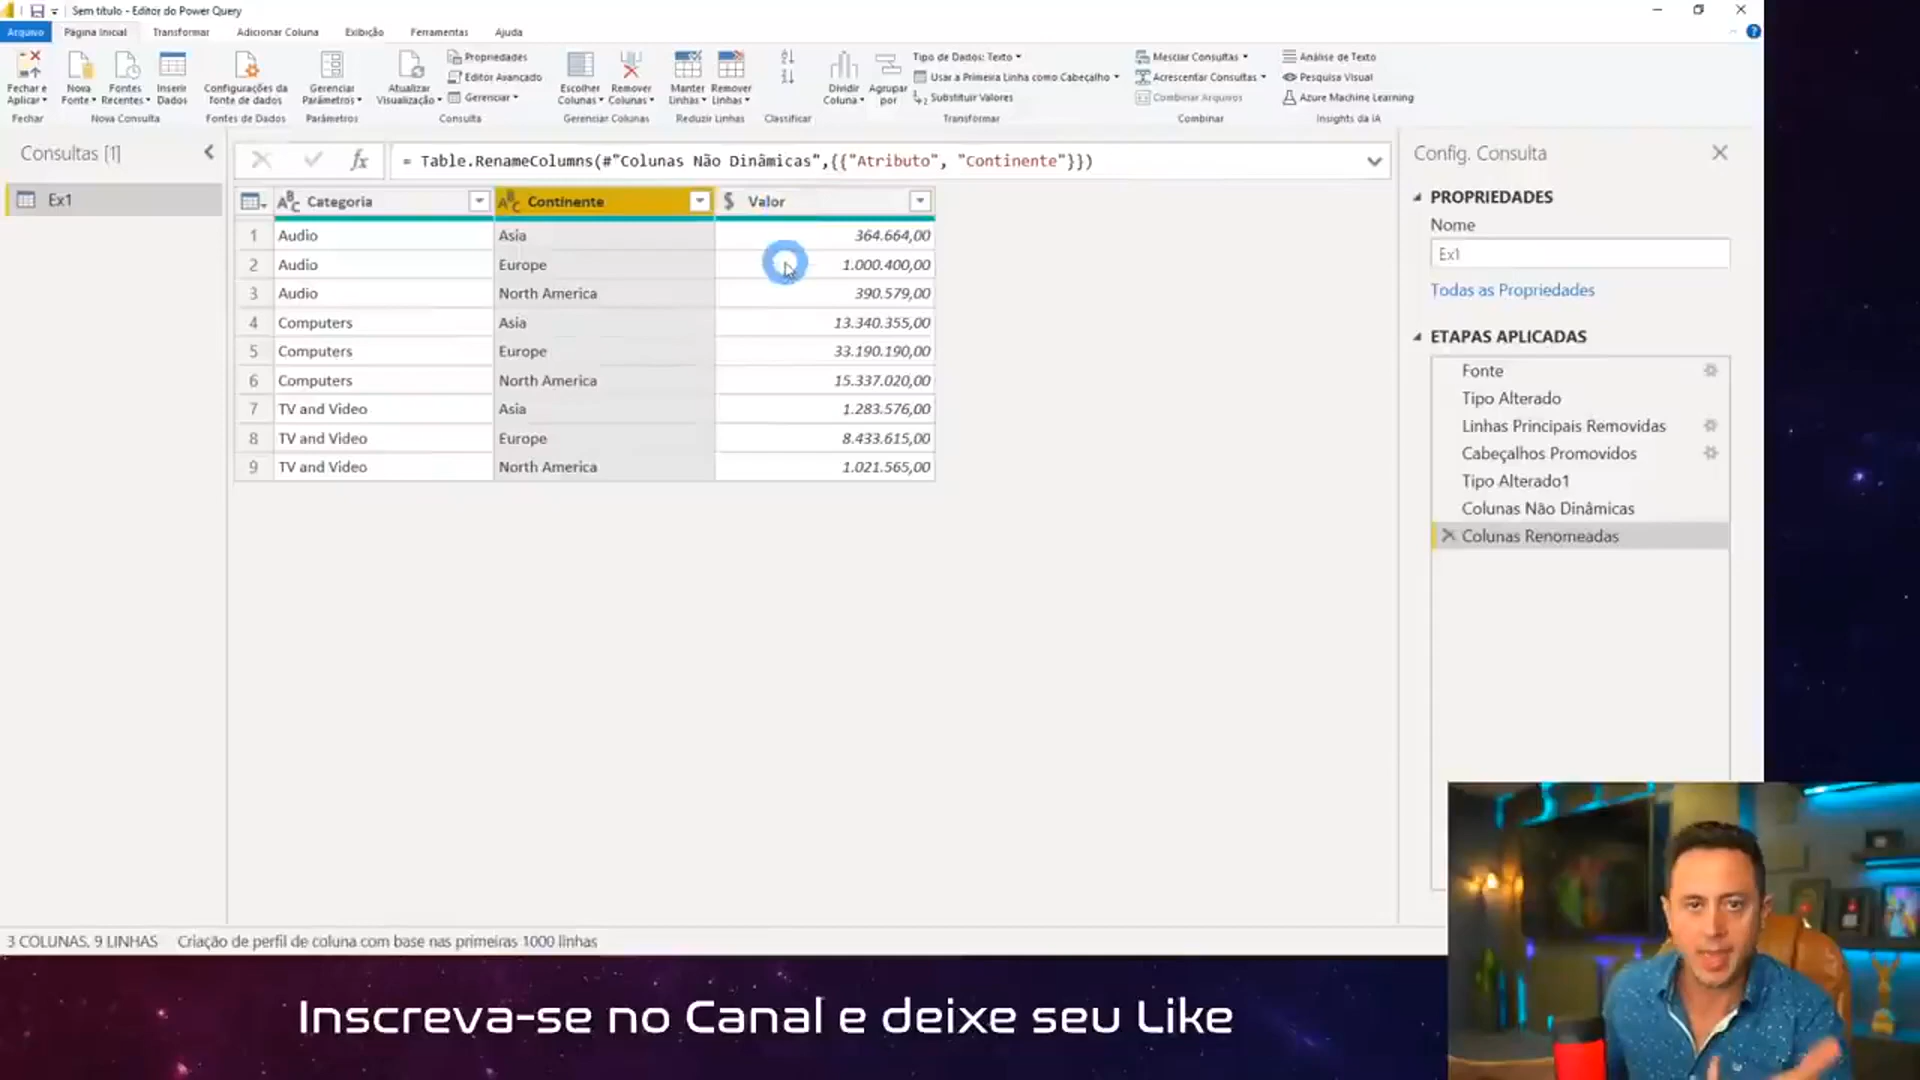 Sem título - Editor do Power Query
Arquivo Página Inicial Transformar Adicionar Coluna Exibição Ferramentas Ajuda
Fechar e Aplicar
Fechar
Nova Fonte
Fontes Recentes
Inserir Dados
Nova Consulta
Configurações da fonte de dados
Fontes de Dados
Gerenciar Parâmetros
Parâmetros
Atualizar Visualização
Propriedades
Editor Avançado
Gerenciar
Consulta
Escolher Colunas
Remover Colunas
Gerenciar Colunas
Manter Linhas
Remover Linhas
Reduzir Linhas
Classificar
Dividir Coluna
Agrupar por
Tipo de Dados: Texto
Usar a Primeira Linha como Cabeçalho
Substituir Valores
Transformar
Mesclar Consultas
Acrescentar Consultas
Combinar Arquivos
Combinar
Análise de Texto
Pesquisa Visual
Azure Machine Learning
Insights da IA
Consultas [1]
Ex1
fx = Table.RenameColumns(#"Colunas Não Dinâmicas",{{"Atributo", "Continente"}})
ABC Categoria ABC Continente $ Valor
1 Audio Asia 364.664,00
2 Audio Europe 1.000.400,00
3 Audio North America 390.579,00
4 Computers Asia 13.340.355,00
5 Computers Europe 33.190.190,00
6 Computers North America 15.337.020,00
7 TV and Video Asia 1.283.576,00
8 TV and Video Europe 8.433.615,00
9 TV and Video North America 1.021.565,00
Config. Consulta
PROPRIEDADES
Nome
Ex1
Todas as Propriedades
ETAPAS APLICADAS
Fonte
Tipo Alterado
Linhas Principais Removidas
Cabeçalhos Promovidos
Tipo Alterado1
Colunas Não Dinâmicas
Colunas Renomeadas
3 COLUNAS, 9 LINHAS Criação de perfil de coluna com base nas primeiras 1000 linhas
Inscreva-se no Canal e deixe seu Like